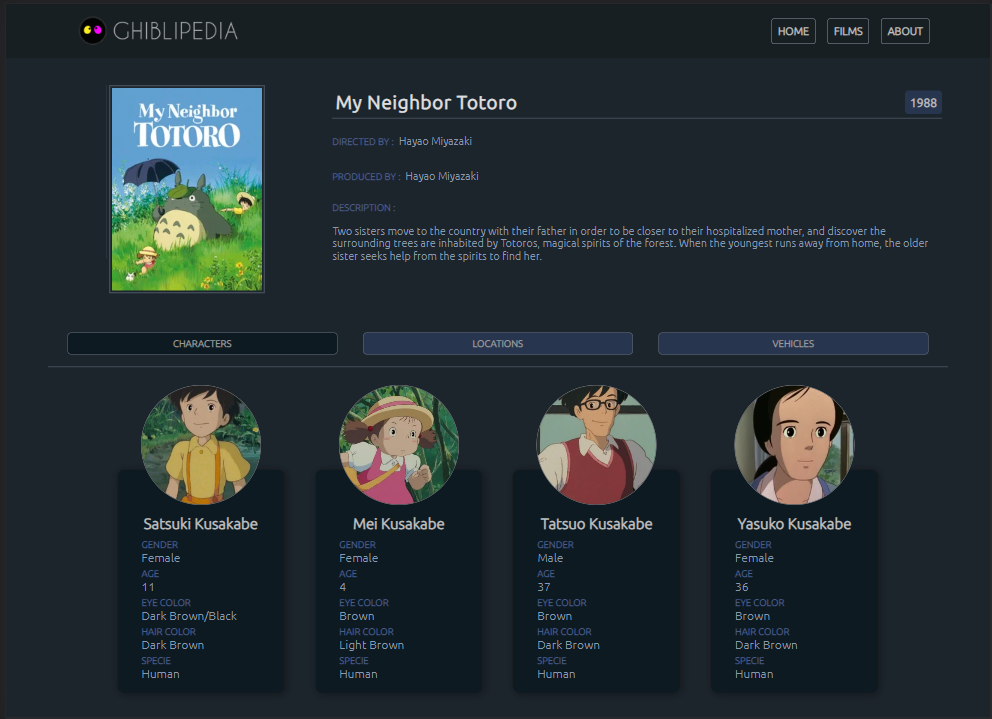 GHIBLIPEDIA
HOME
FILMS
ABOUT
My Neighbor
TOTORO
My Neighbor Totoro
1988
DIRECTED BY : Hayao Miyazaki
PRODUCED BY : Hayao Miyazaki
DESCRIPTION :
Two sisters move to the country with their father in order to be closer to their hospitalized mother, and discover the
surrounding trees are inhabited by Totoros, magical spirits of the forest. When the youngest runs away from home, the older
sister seeks help from the spirits to find her.
CHARACTERS
LOCATIONS
VEHICLES
Satsuki Kusakabe
GENDER
Female
AGE
11
EYE COLOR
Dark Brown/Black
HAIR COLOR
Dark Brown
SPECIE
Human
Mei Kusakabe
GENDER
Female
AGE
4
EYE COLOR
Brown
HAIR COLOR
Light Brown
SPECIE
Human
Tatsuo Kusakabe
GENDER
Male
AGE
37
EYE COLOR
Brown
HAIR COLOR
Dark Brown
SPECIE
Human
Yasuko Kusakabe
GENDER
Female
AGE
36
EYE COLOR
Brown
HAIR COLOR
Dark Brown
SPECIE
Human